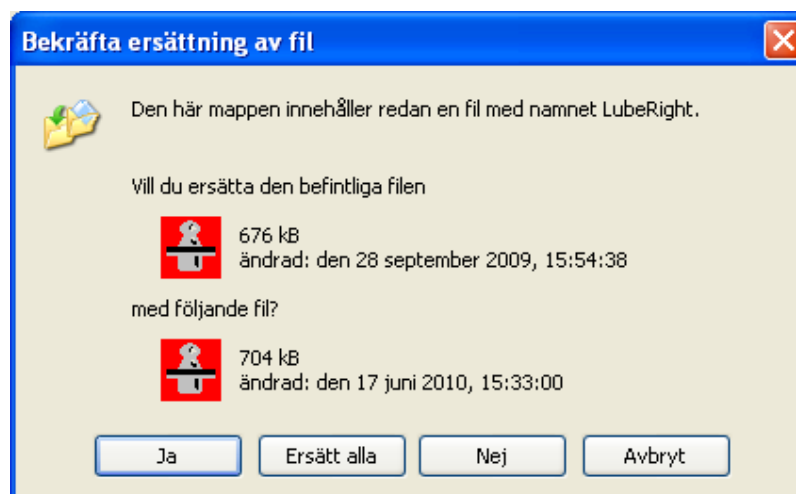 Bekräfta ersättning av fil
Den här mappen innehåller redan en fil med namnet LubeRight.
Vill du ersätta den befintliga filen
676 kB
ändrad: den 28 september 2009, 15:54:38
med följande fil?
704 kB
ändrad: den 17 juni 2010, 15:33:00
Ja Ersätt alla Nej Avbryt